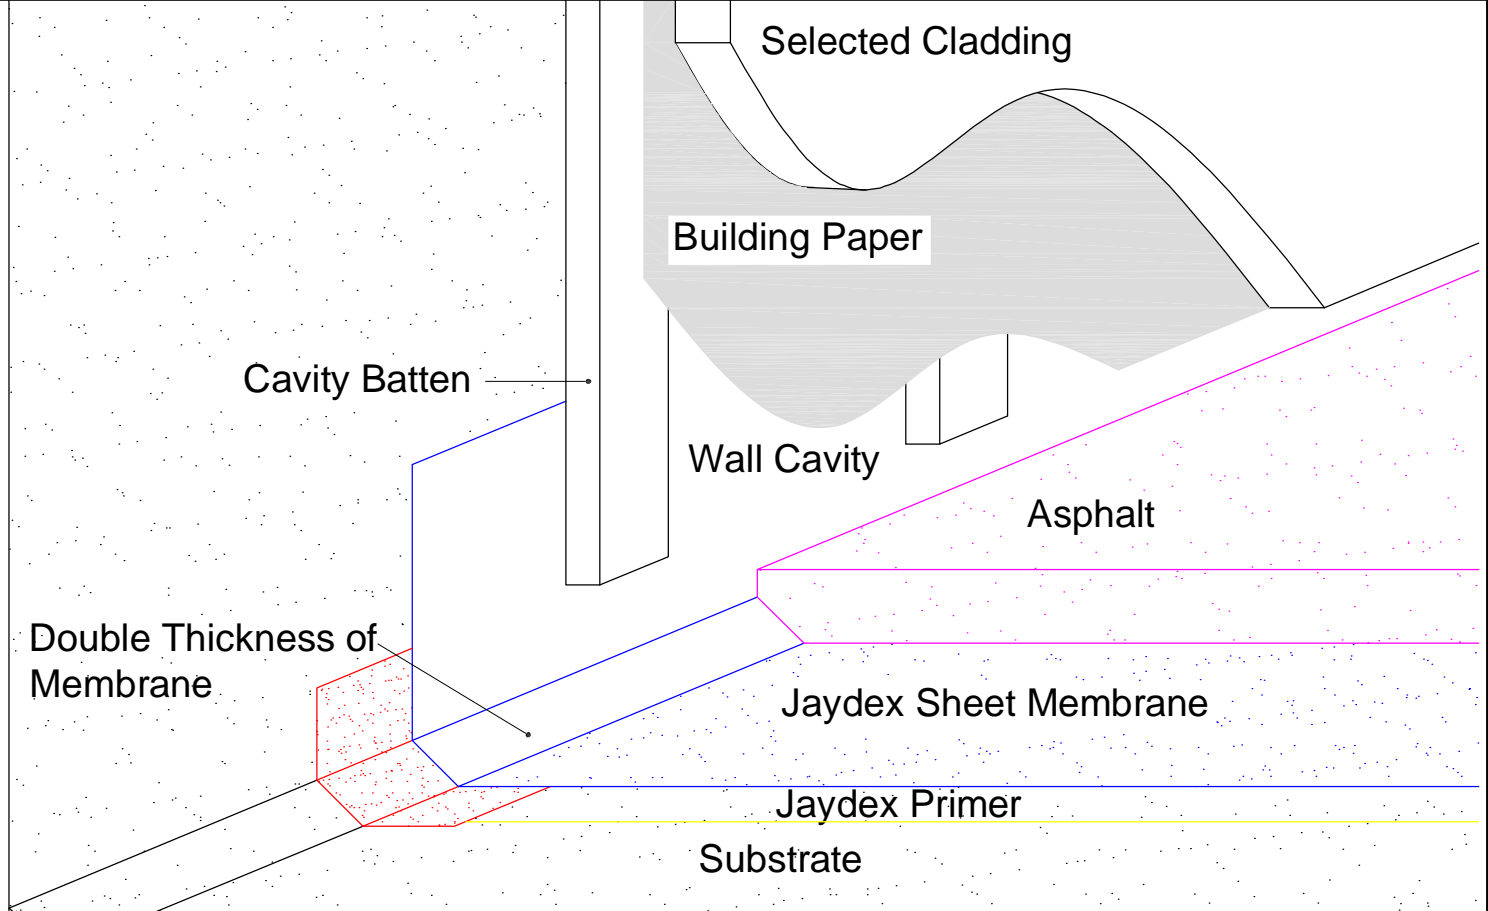 Selected Cladding
Building Paper
Cavity Batten
Wall Cavity
Asphalt
Double Thickness of
Membrane
Jaydex Sheet Membrane
Jaydex Primer
Substrate